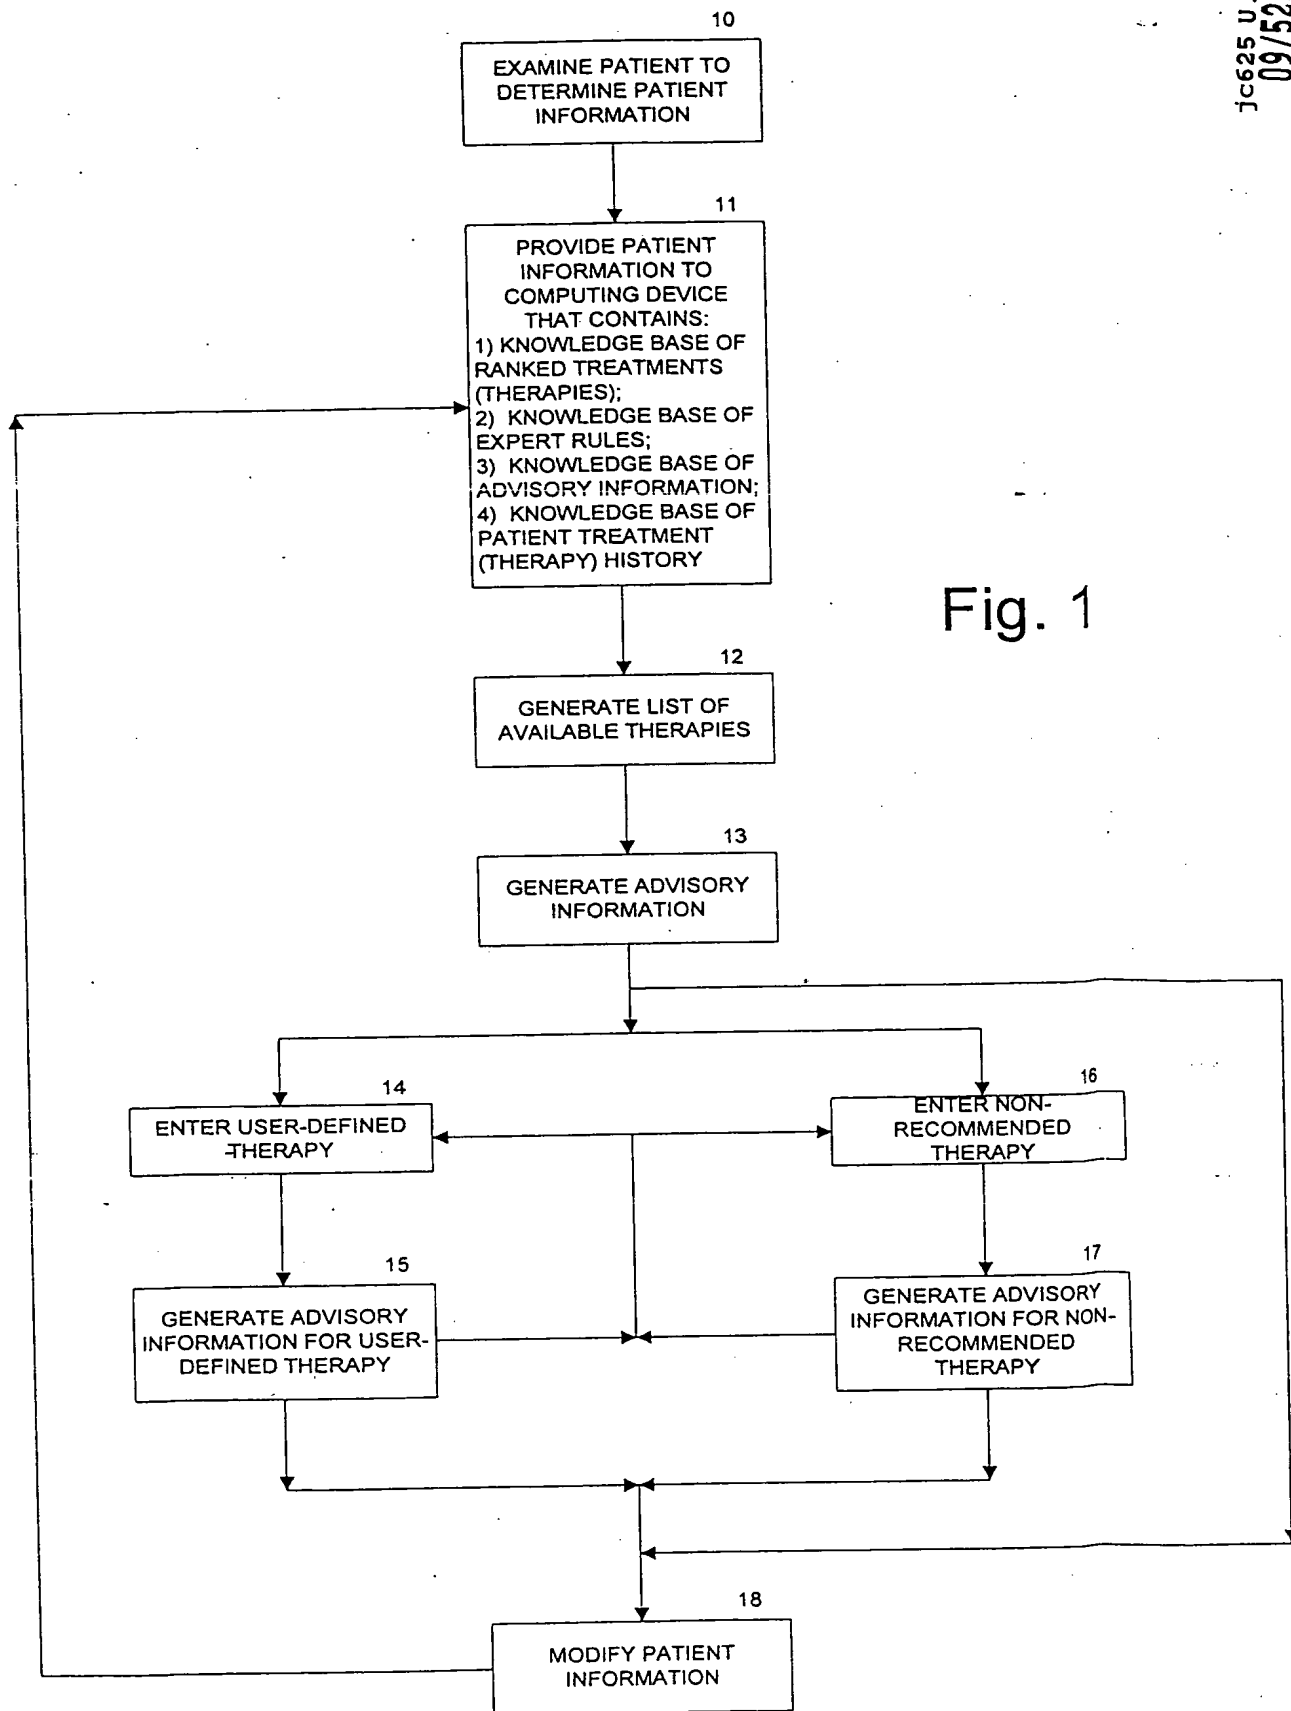 jc625 U.
09/52
10
EXAMINE PATIENT TO
DETERMINE PATIENT
INFORMATION
11
PROVIDE PATIENT
INFORMATION TO
COMPUTING DEVICE
THAT CONTAINS:
1) KNOWLEDGE BASE OF
RANKED TREATMENTS
(THERAPIES);
2) KNOWLEDGE BASE OF
EXPERT RULES;
3) KNOWLEDGE BASE OF
ADVISORY INFORMATION;
4) KNOWLEDGE BASE OF
PATIENT TREATMENT
(THERAPY) HISTORY
Fig. 1
12
GENERATE LIST OF
AVAILABLE THERAPIES
13
GENERATE ADVISORY
INFORMATION
14
ENTER USER-DEFINED
THERAPY
16
ENTER NON-
RECOMMENDED
THERAPY
15
GENERATE ADVISORY
INFORMATION FOR USER-
DEFINED THERAPY
17
GENERATE ADVISORY
INFORMATION FOR NON-
RECOMMENDED
THERAPY
18
MODIFY PATIENT
INFORMATION